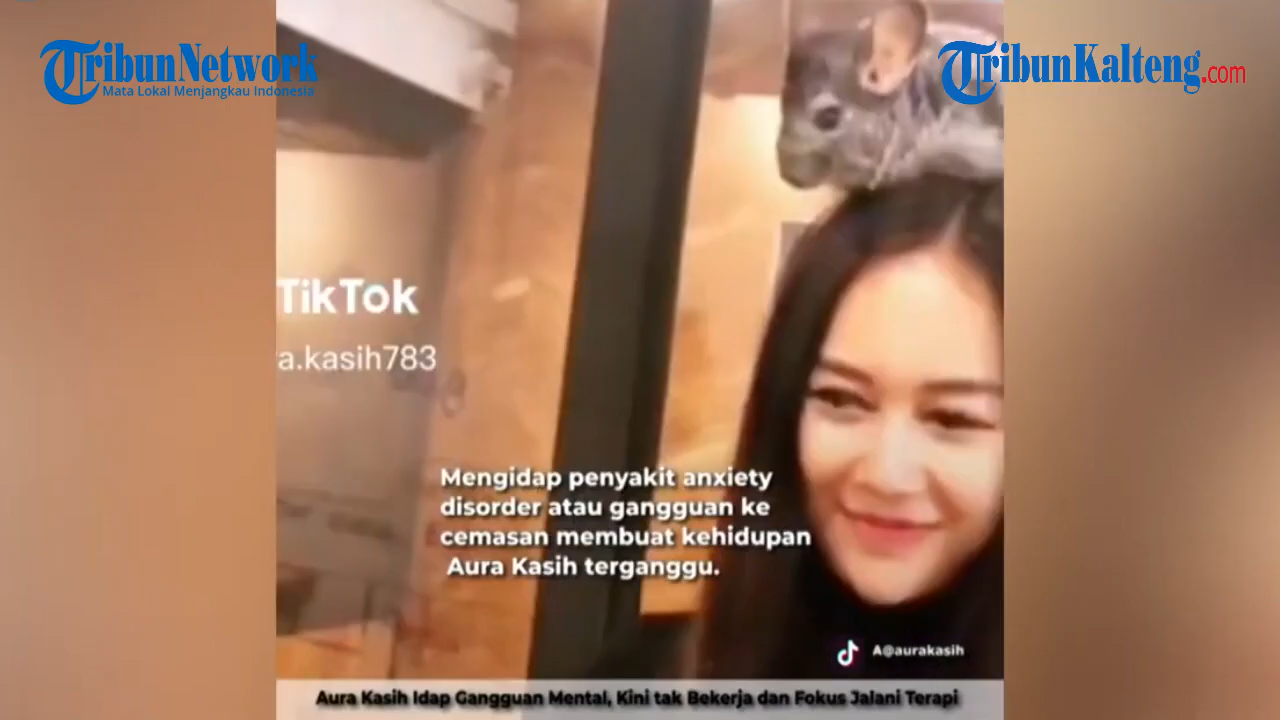 TribunNetwork
Mata Lokal Menjangkau Indonesia
TribunKalteng.com
TikTok
a.kasih783
Mengidap penyakit anxiety
disorder atau gangguan ke
cemasan membuat kehidupan
Aura Kasih terganggu.
A@aurakasih
Aura Kasih Idap Gangguan Mental, Kini tak Bekerja dan Fokus Jalani Terapi